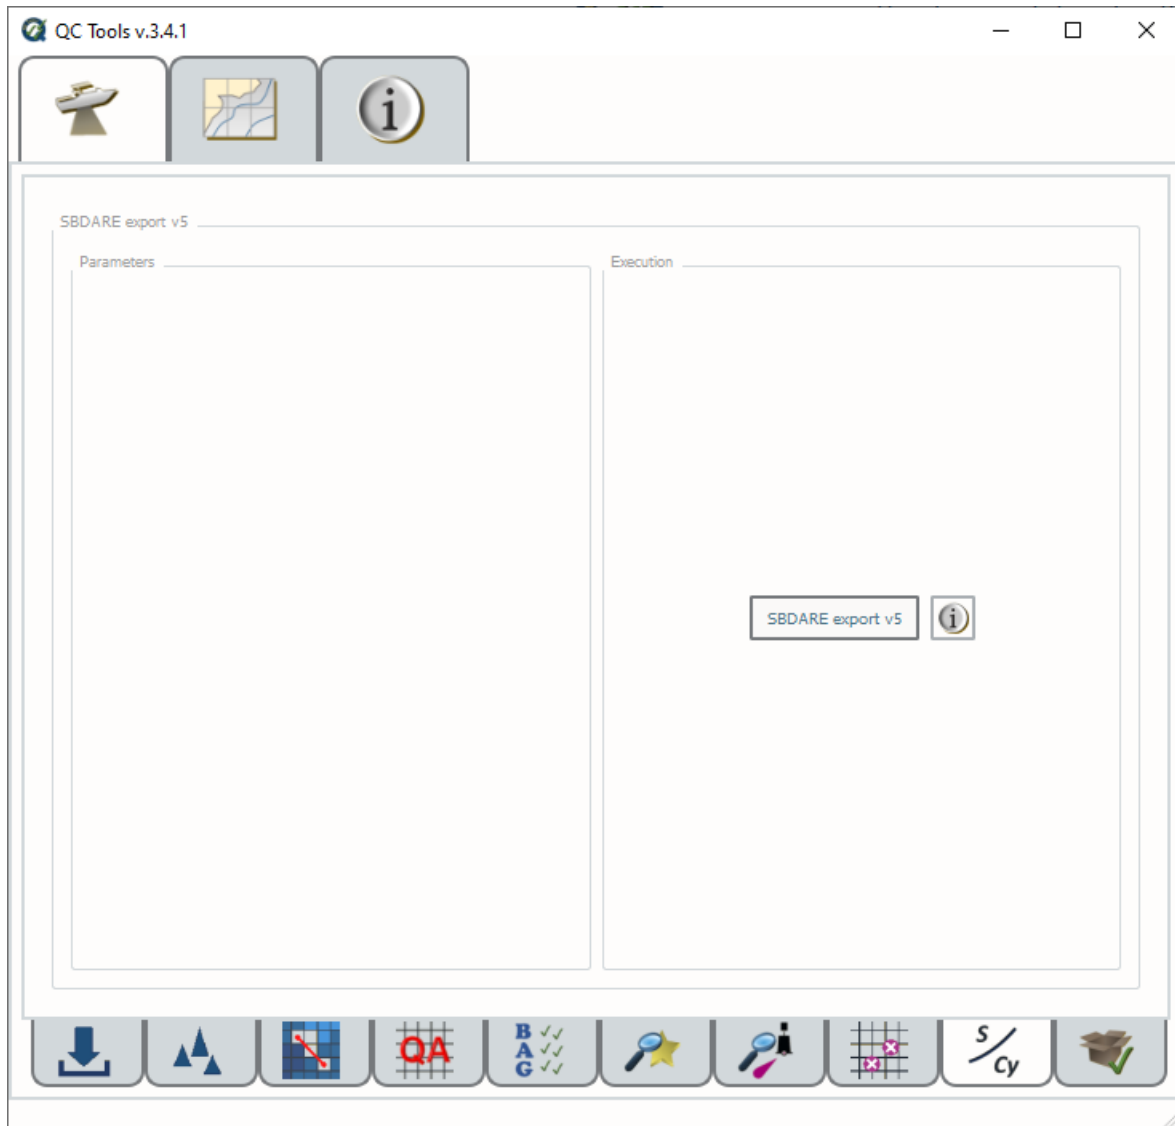 QC Tools v.3.4.1
i
SBDARE export v5
Parameters
Execution
SBDARE export v5
i
QA
B
A
G
S/Cy